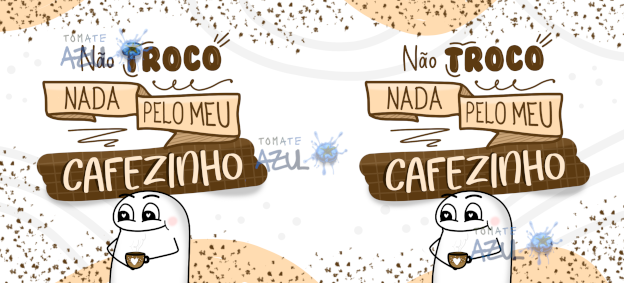 Não TROCO
NADA
PELO MEU
CAFEZINHO
Não TROCO
NADA
PELO MEU
CAFEZINHO
TOMATE
AZUL
TOMATE
AZUL
TOMATE
AZUL